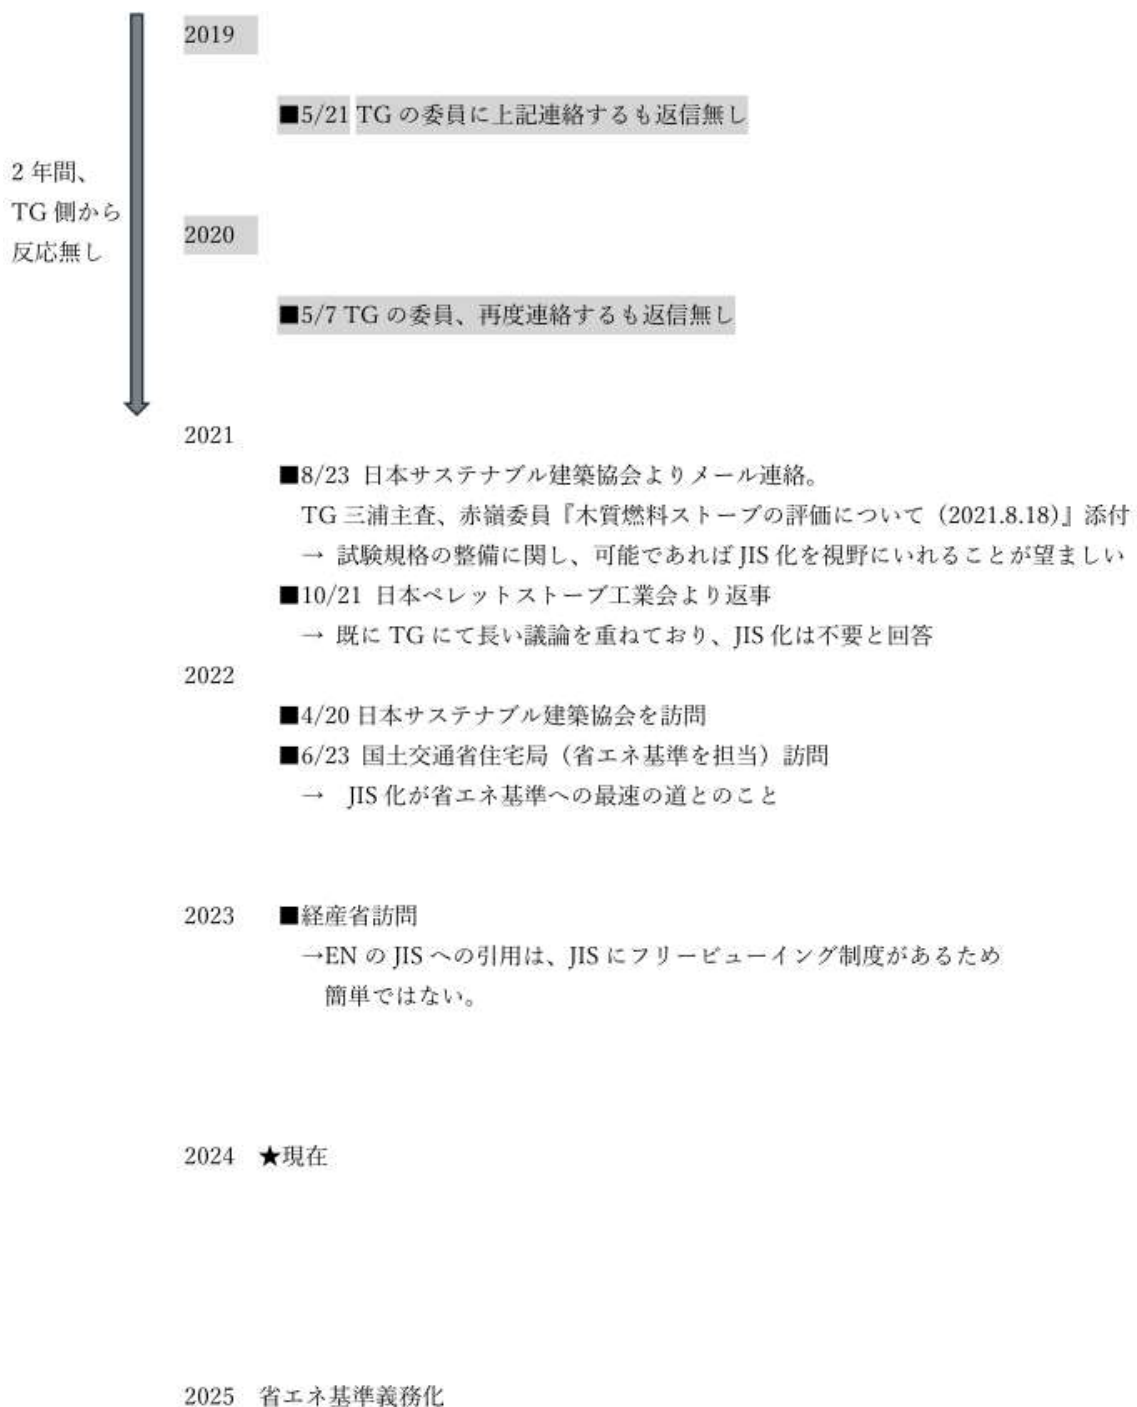 2019
■5/21 TG の委員に上記連絡するも返信無し
2 年間、
TG 側から
反応無し
2020
■5/7 TG の委員、再度連絡するも返信無し
2021
■8/23 日本サステナブル建築協会よりメール連絡。
TG 三浦主査、赤嶺委員『木質燃料ストーブの評価について（2021.8.18)』添付
→ 試験規格の整備に関し、可能であれば JIS 化を視野にいれることが望ましい
■10/21 日本ペレットストーブ工業会より返事
→ 既に TG にて長い議論を重ねており、JIS 化は不要と回答
2022
■4/20 日本サステナブル建築協会を訪問
■6/23 国土交通省住宅局（省エネ基準を担当）訪問
→ JIS 化が省エネ基準への最速の道とのこと
2023 ■経産省訪問
→EN の JIS への引用は、JIS にフリービューイング制度があるため
簡単ではない。
2024 ★現在
2025 省エネ基準義務化